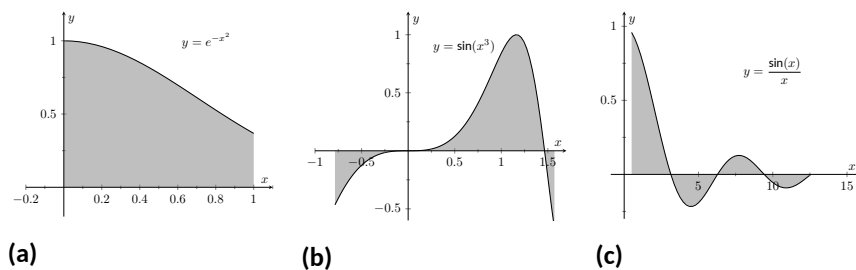 y
y = e^{-x^2}
1
0.5
x
−0.2 0.2 0.4 0.6 0.8 1
(a)
y
1
y = sin(x^3)
0.5
x
−1 −0.5 0.5 1 1.5
−0.5
(b)
y
1
y = sin(x)/x
0.5
x
5 10 15
(c)